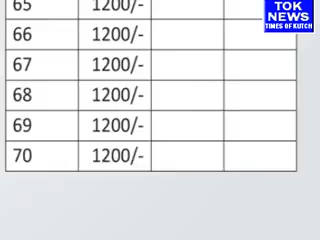 TOK
NEWS
TIMES OF KUTCH
65 1200/-
66 1200/-
67 1200/-
68 1200/-
69 1200/-
70 1200/-